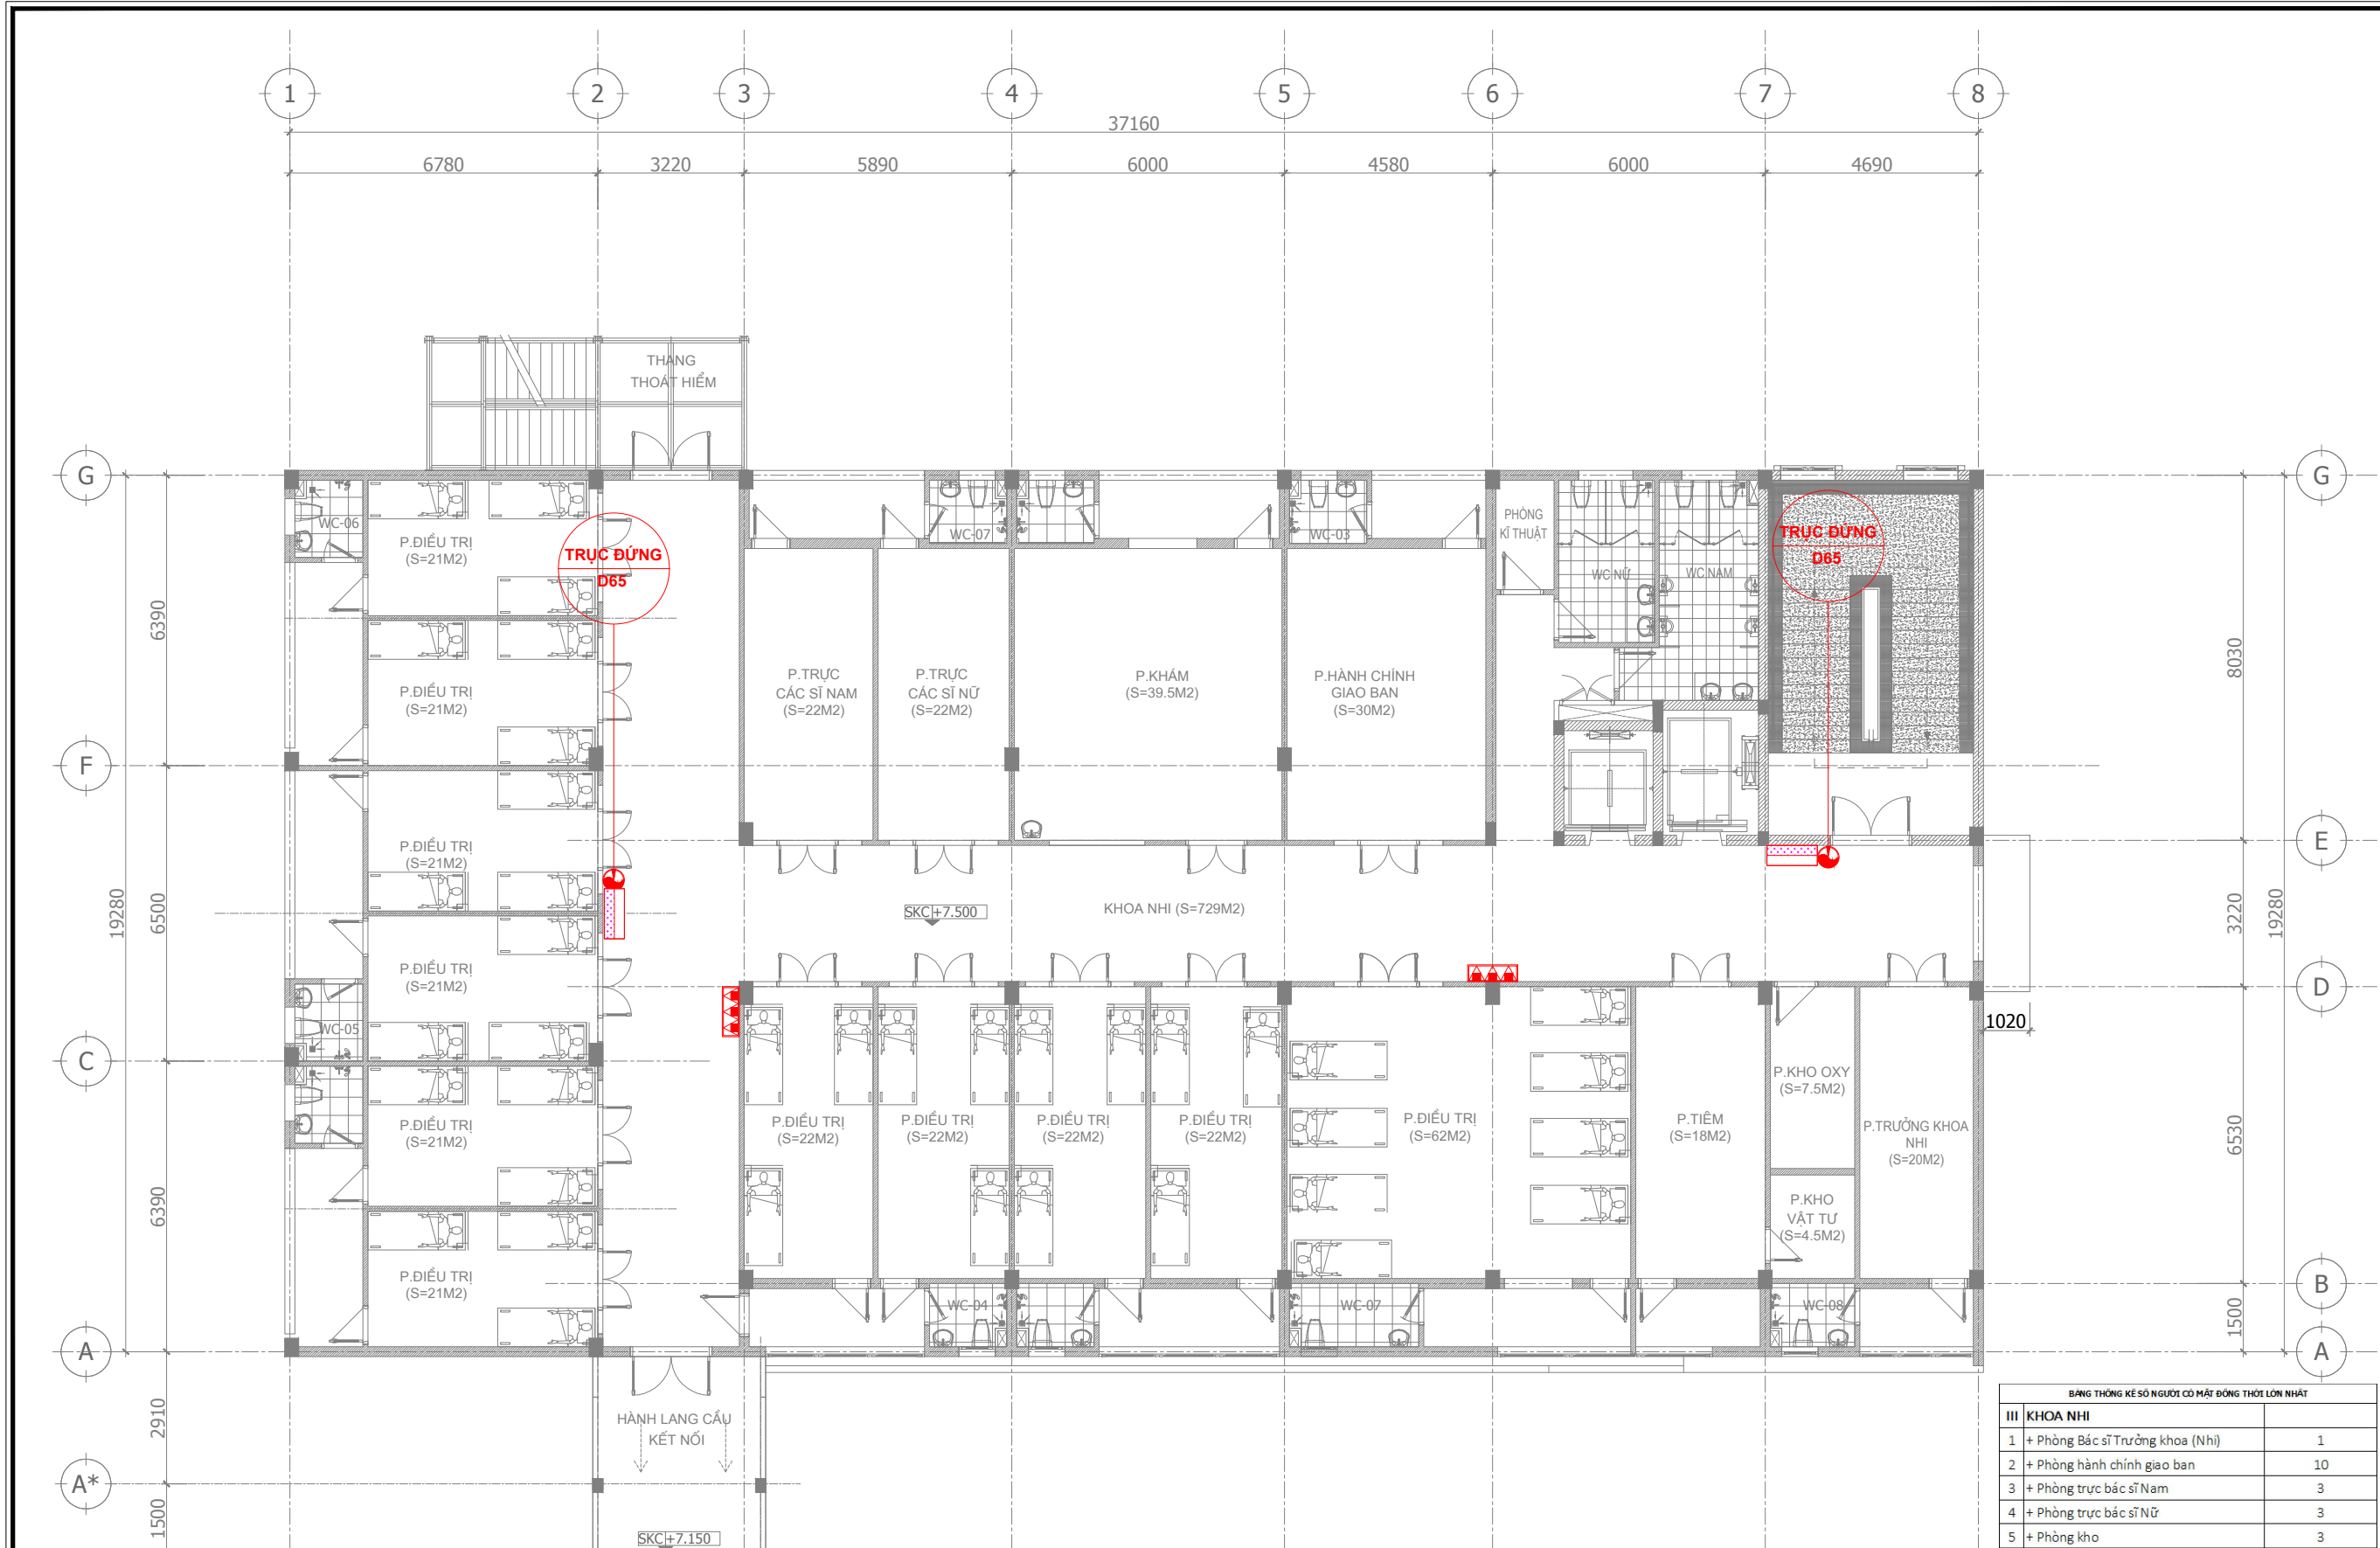 1
2
3
4
5
6
7
8
37160
6780
3220
5890
6000
4580
6000
4690
THANG
THOÁT HIỂM
G
G
WC-06
P.ĐIỀU TRỊ
(S=21M2)
TRỤC ĐỨNG
D65
WC-07
WC-03
PHÒNG
KĨ THUẬT
WC NỮ
WC NAM
TRỤC ĐỨNG
D65
6390
8030
P.ĐIỀU TRỊ
(S=21M2)
P.TRỰC
CÁC SĨ NAM
(S=22M2)
P.TRỰC
CÁC SĨ NỮ
(S=22M2)
P.KHÁM
(S=39.5M2)
P.HÀNH CHÍNH
GIAO BAN
(S=30M2)
F
P.ĐIỀU TRỊ
(S=21M2)
E
19280
6500
SKC+7.500
KHOA NHI (S=729M2)
3220
19280
P.ĐIỀU TRỊ
(S=21M2)
D
WC-05
1020
C
P.ĐIỀU TRỊ
(S=21M2)
P.ĐIỀU TRỊ
(S=22M2)
P.ĐIỀU TRỊ
(S=22M2)
P.ĐIỀU TRỊ
(S=22M2)
P.ĐIỀU TRỊ
(S=22M2)
P.ĐIỀU TRỊ
(S=62M2)
P.TIÊM
(S=18M2)
P.KHO OXY
(S=7.5M2)
P.TRƯỞNG KHOA
NHI
(S=20M2)
6530
6390
P.KHO
VẬT TƯ
(S=4.5M2)
P.ĐIỀU TRỊ
(S=21M2)
B
WC-04
WC-07
WC-08
1500
A
A
2910
HÀNH LANG CẦU
KẾT NỐI
A*
1500
SKC+7.150
BẢNG THỐNG KÊ SỐ NGƯỜI CÓ MẶT ĐỒNG THỜI LỚN NHẤT
III KHOA NHI
1 + Phòng Bác sĩ Trưởng khoa (Nhi) 1
2 + Phòng hành chính giao ban 10
3 + Phòng trực bác sĩ Nam 3
4 + Phòng trực bác sĩ Nữ 3
5 + Phòng kho 3